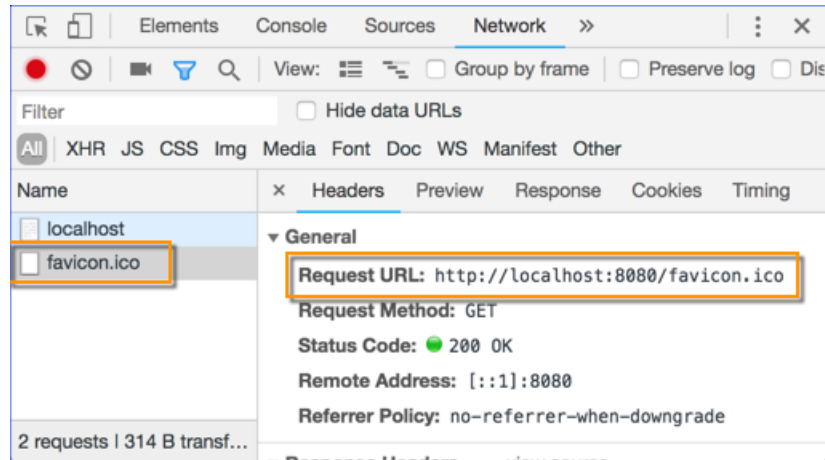 Elements Console Sources Network »
View: Group by frame Preserve log Dis
Filter Hide data URLs
All XHR JS CSS Img Media Font Doc WS Manifest Other
Name × Headers Preview Response Cookies Timing
localhost
▼ General
favicon.ico
Request URL: http://localhost:8080/favicon.ico
Request Method: GET
Status Code: 200 OK
Remote Address: [::1]:8080
Referrer Policy: no-referrer-when-downgrade
2 requests | 314 B transf...